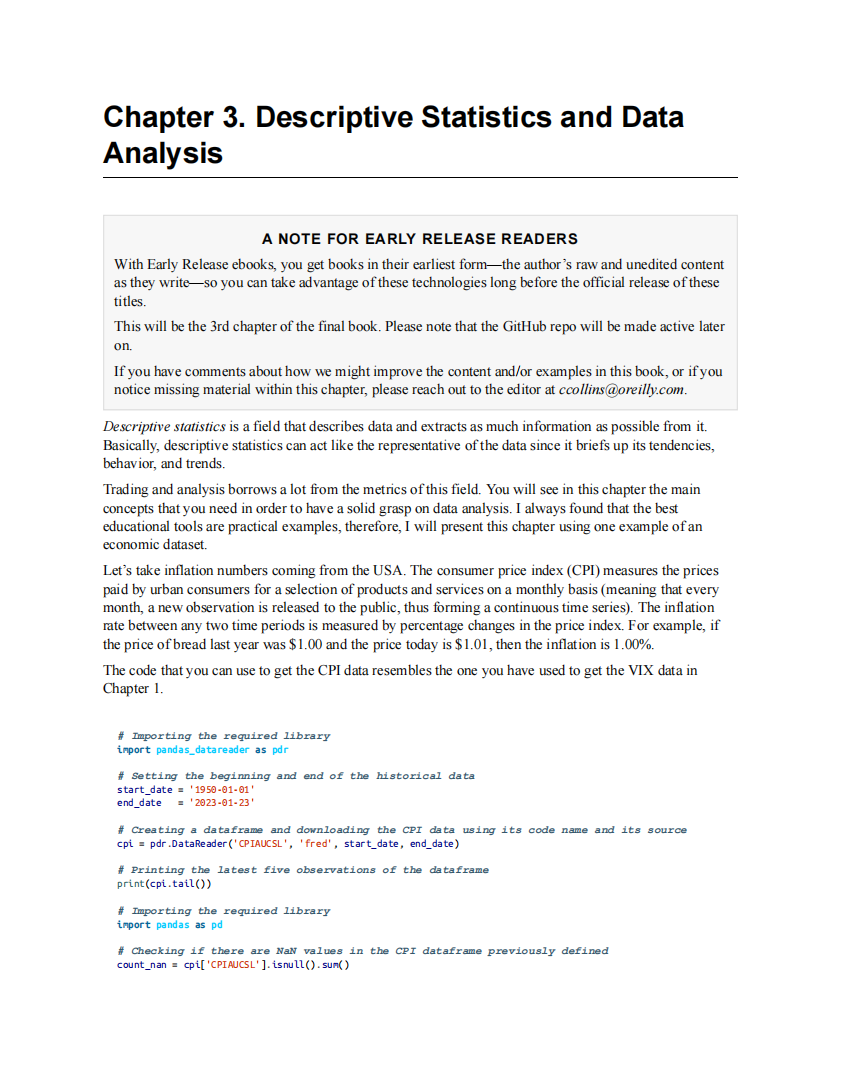 Chapter 3. Descriptive Statistics and Data
Analysis
A NOTE FOR EARLY RELEASE READERS
With Early Release ebooks, you get books in their earliest form—the author’s raw and unedited content
as they write—so you can take advantage of these technologies long before the official release of these
titles.
This will be the 3rd chapter of the final book. Please note that the GitHub repo will be made active later
on.
If you have comments about how we might improve the content and/or examples in this book, or if you
notice missing material within this chapter, please reach out to the editor at ccollins@oreilly.com.
Descriptive statistics is a field that describes data and extracts as much information as possible from it.
Basically, descriptive statistics can act like the representative of the data since it briefs up its tendencies,
behavior, and trends.
Trading and analysis borrows a lot from the metrics of this field. You will see in this chapter the main
concepts that you need in order to have a solid grasp on data analysis. I always found that the best
educational tools are practical examples, therefore, I will present this chapter using one example of an
economic dataset.
Let’s take inflation numbers coming from the USA. The consumer price index (CPI) measures the prices
paid by urban consumers for a selection of products and services on a monthly basis (meaning that every
month, a new observation is released to the public, thus forming a continuous time series). The inflation
rate between any two time periods is measured by percentage changes in the price index. For example, if
the price of bread last year was $1.00 and the price today is $1.01, then the inflation is 1.00%.
The code that you can use to get the CPI data resembles the one you have used to get the VIX data in
Chapter 1.
# Importing the required library
import pandas_datareader as pdr
# Setting the beginning and end of the historical data
start_date = '1950-01-01'
end_date   = '2023-01-23'
# Creating a dataframe and downloading the CPI data using its code name and its source
cpi = pdr.DataReader('CPIAUCSL', 'fred', start_date, end_date)
# Printing the latest five observations of the dataframe
print(cpi.tail())
# Importing the required library
import pandas as pd
# Checking if there are NaN values in the CPI dataframe previously defined
count_nan = cpi['CPIAUCSL'].isnull().sum()